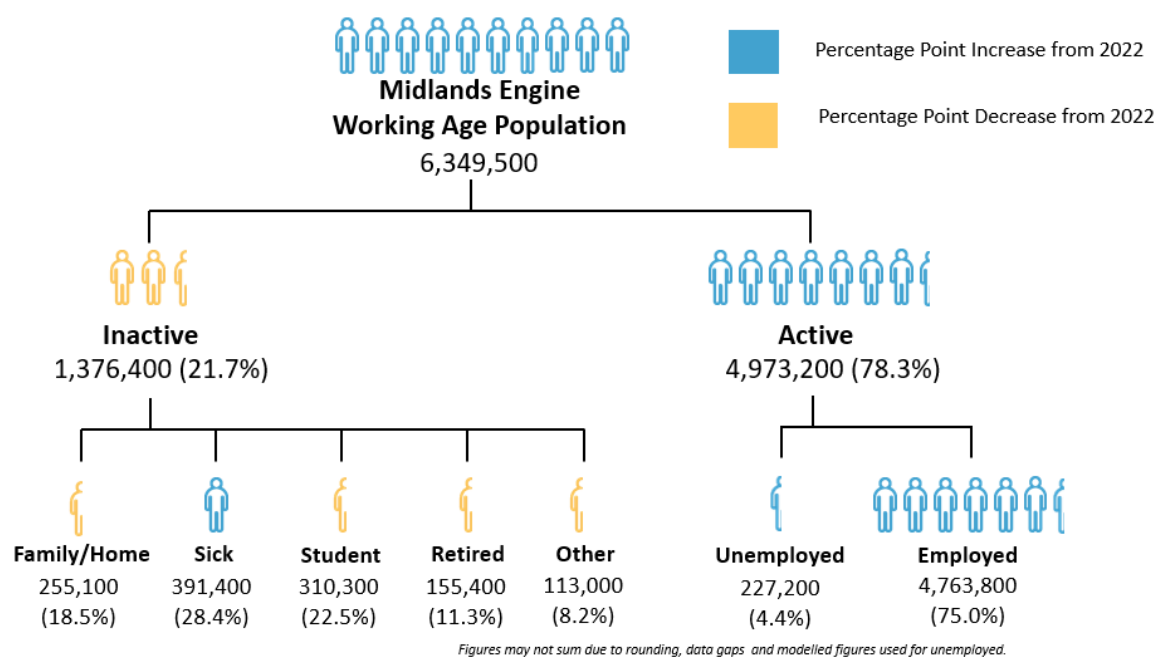 Midlands Engine
Working Age Population
6,349,500
Percentage Point Increase from 2022
Percentage Point Decrease from 2022
Inactive
1,376,400 (21.7%)
Active
4,973,200 (78.3%)
Family/Home
255,100
(18.5%)
Sick
391,400
(28.4%)
Student
310,300
(22.5%)
Retired
155,400
(11.3%)
Other
113,000
(8.2%)
Unemployed
227,200
(4.4%)
Employed
4,763,800
(75.0%)
Figures may not sum due to rounding, data gaps and modelled figures used for unemployed.